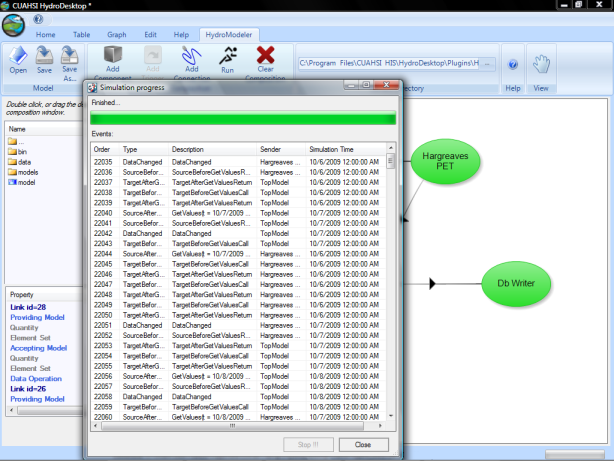 CUAHSI HydroDesktop *
Home Table Graph Edit Help HydroModeler
Open Save Save As... Add Component Add Add Connection Run Clear Composition
C:\Program Files\CUAHSI HIS\HydroDesktop\Plugins\H ...
Help View
Model ectory Help View
Double click, or drag the
composition window.
Name
...
bin
data
models
model
Property
Link id=28
Providing Model
Quantity
Element Set
Accepting Model
Quantity
Element Set
Data Operation
Link id=26
Providing Model
Simulation progress
Finished...
Events:
Order Type Description Sender Simulation Time
22035 DataChanged DataChanged Hargreaves ... 10/6/2009 12:00:00 AM
22036 SourceBefor... SourceBeforeGetValuesR... Hargreaves ... 10/6/2009 12:00:00 AM
22037 TargetAfterG... TargetAfterGetValuesReturn TopModel 10/6/2009 12:00:00 AM
22038 TargetBefor... TargetBeforeGetValuesCall TopModel 10/6/2009 12:00:00 AM
22039 TargetAfterG... TargetAfterGetValuesReturn TopModel 10/6/2009 12:00:00 AM
22040 SourceAfter... GetValues(t = 10/7/2009 ... TopModel 10/7/2009 12:00:00 AM
22041 SourceBefor... SourceBeforeGetValuesR... TopModel 10/7/2009 12:00:00 AM
22042 DataChanged DataChanged TopModel 10/7/2009 12:00:00 AM
22043 TargetBefor... TargetBeforeGetValuesCall TopModel 10/7/2009 12:00:00 AM
22044 SourceAfter... GetValues(t = 10/7/2009 ... Hargreaves ... 10/7/2009 12:00:00 AM
22045 TargetBefor... TargetBeforeGetValuesCall Hargreaves ... 10/7/2009 12:00:00 AM
22046 TargetAfterG... TargetAfterGetValuesReturn Hargreaves ... 10/7/2009 12:00:00 AM
22047 TargetBefor... TargetBeforeGetValuesCall Hargreaves ... 10/7/2009 12:00:00 AM
22048 TargetAfterG... TargetAfterGetValuesReturn Hargreaves ... 10/7/2009 12:00:00 AM
22049 TargetBefor... TargetBeforeGetValuesCall Hargreaves ... 10/7/2009 12:00:00 AM
22050 TargetAfterG... TargetAfterGetValuesReturn Hargreaves ... 10/7/2009 12:00:00 AM
22051 DataChanged DataChanged Hargreaves ... 10/7/2009 12:00:00 AM
22052 SourceBefor... SourceBeforeGetValuesR... Hargreaves ... 10/7/2009 12:00:00 AM
22053 TargetAfterG... TargetAfterGetValuesReturn TopModel 10/7/2009 12:00:00 AM
22054 TargetBefor... TargetBeforeGetValuesCall TopModel 10/7/2009 12:00:00 AM
22055 TargetAfterG... TargetAfterGetValuesReturn TopModel 10/7/2009 12:00:00 AM
22056 SourceAfter... GetValues(t = 10/8/2009 ... TopModel 10/8/2009 12:00:00 AM
22057 SourceBefor... SourceBeforeGetValuesR... TopModel 10/8/2009 12:00:00 AM
22058 DataChanged DataChanged TopModel 10/8/2009 12:00:00 AM
22059 TargetBefor... TargetBeforeGetValuesCall TopModel 10/8/2009 12:00:00 AM
22060 SourceAfter... GetValues(t = 10/8/2009 ... Hargreaves ... 10/8/2009 12:00:00 AM
Stop !!! Close
Hargreaves
PET
Db Writer